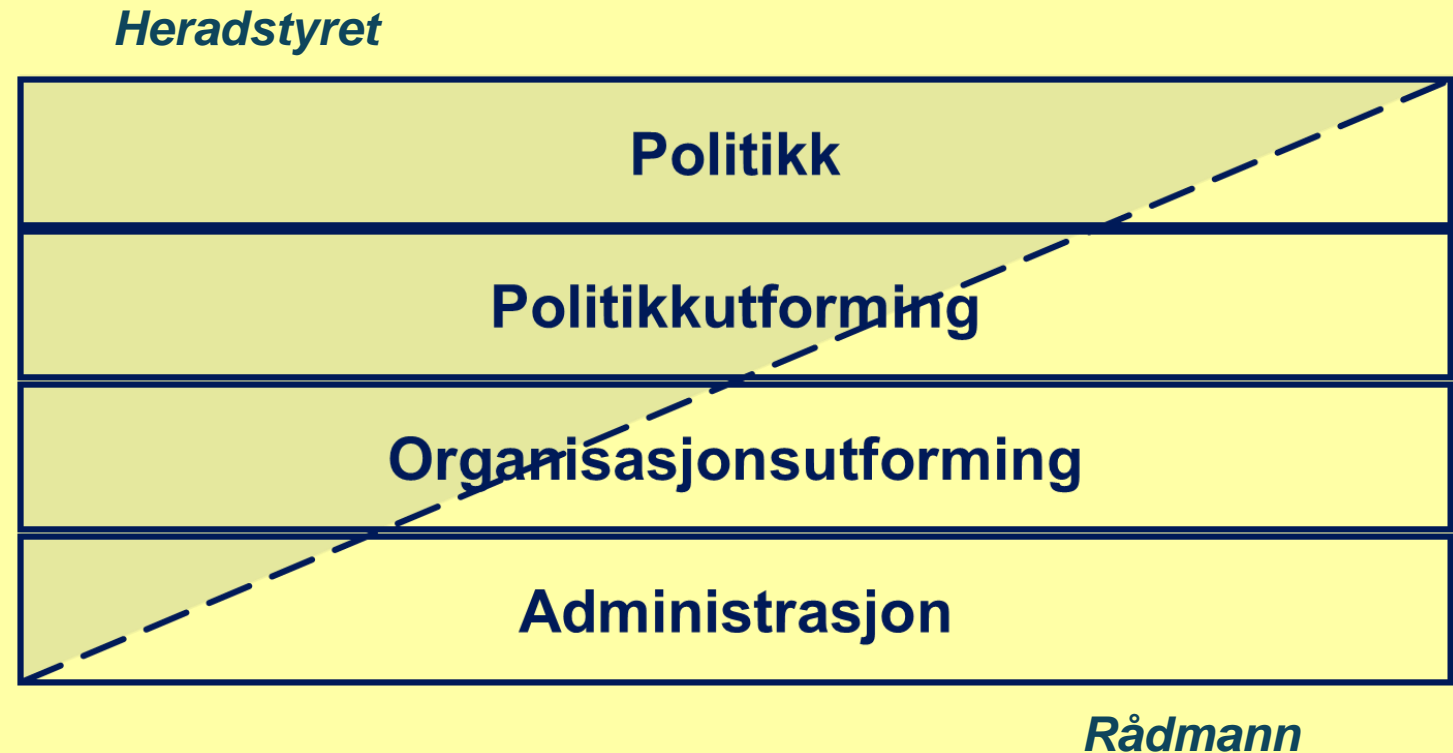 Heradstyret
Politikk
Politikkutforming
Organisasjonsutforming
Administrasjon
Rådmann